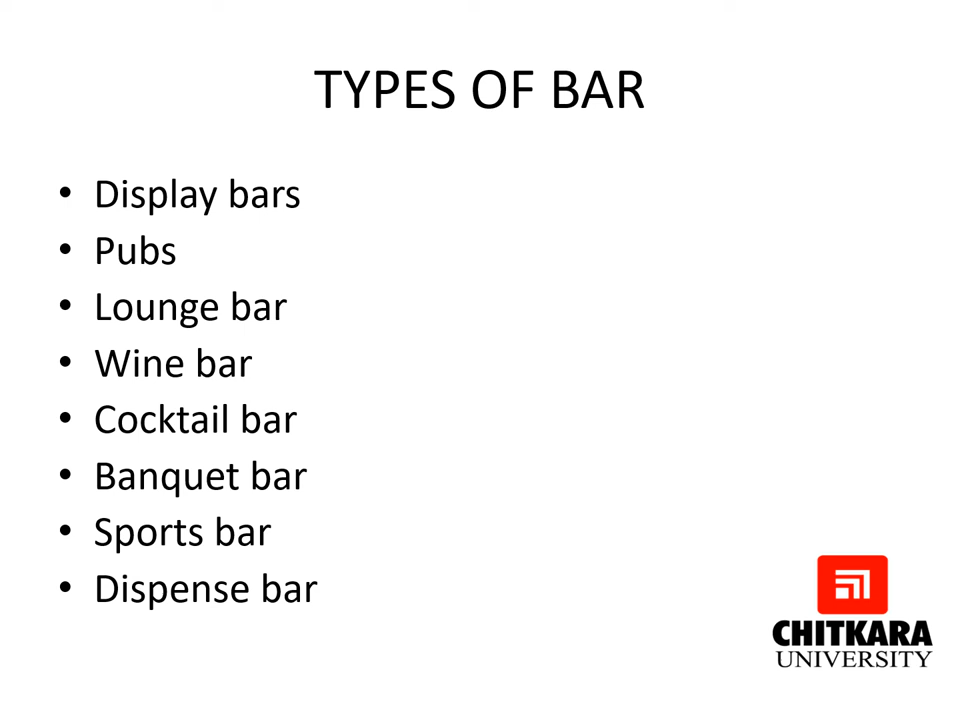 TYPES OF BAR
• Display bars
• Pubs
• Lounge bar
• Wine bar
• Cocktail bar
• Banquet bar
• Sports bar
• Dispense bar
CHITKARA
UNIVERSITY